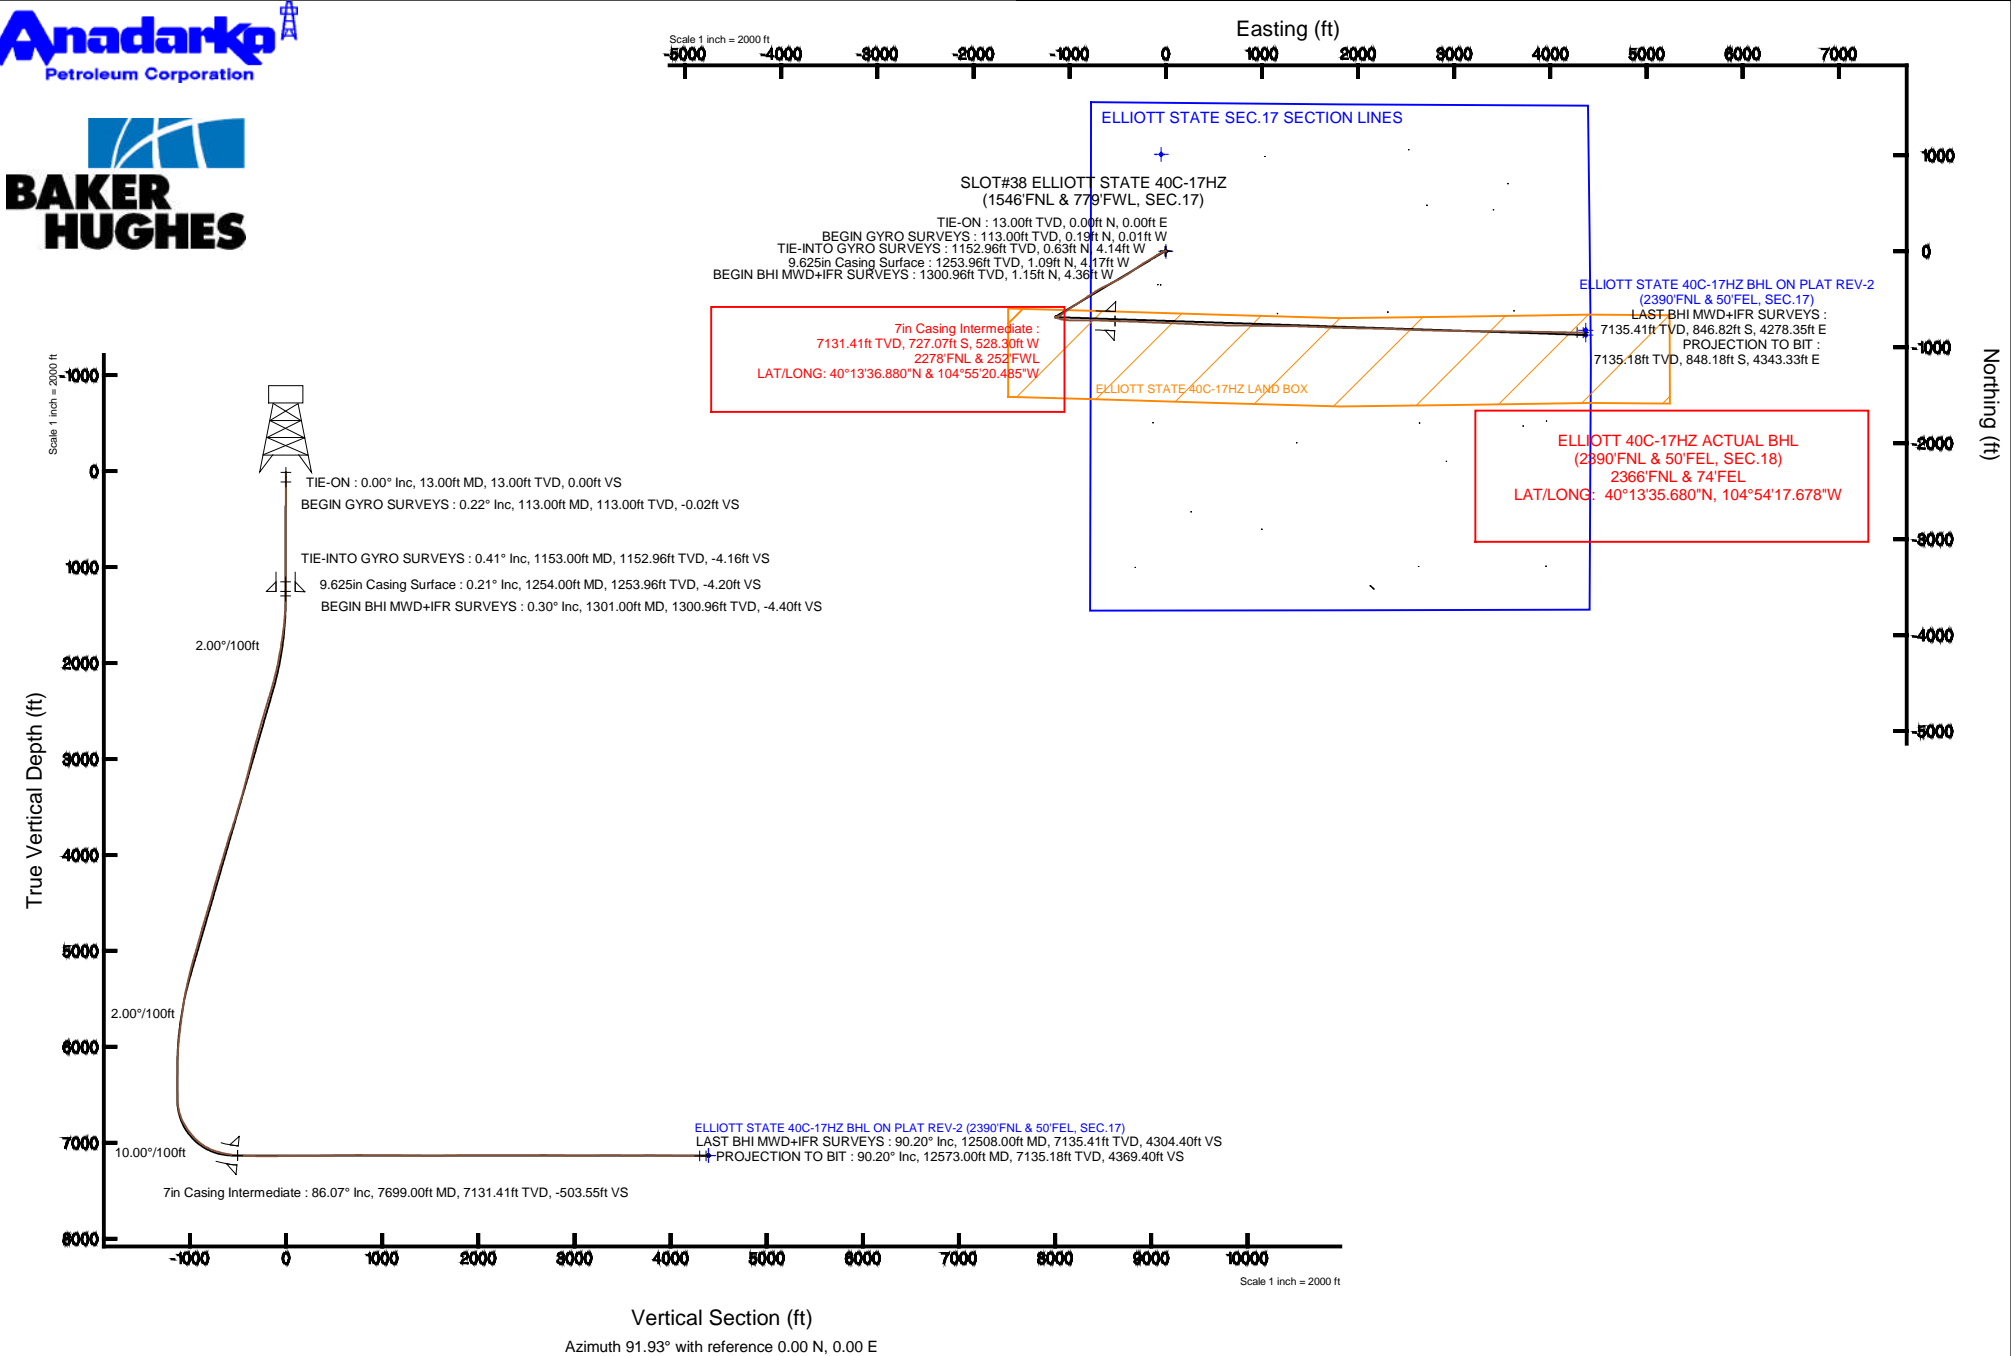 Anadarko
Petroleum Corporation
BAKER
HUGHES
Easting (ft)
Scale 1 inch = 2000 ft
-5000 -4000 -3000 -2000 -1000 0 1000 2000 3000 4000 5000 6000 7000
ELLIOTT STATE SEC.17 SECTION LINES
SLOT#38 ELLIOTT STATE 40C-17HZ
(1546'FNL & 779'FWL, SEC.17)
TIE-ON : 13.00ft TVD, 0.00ft N, 0.00ft E
BEGIN GYRO SURVEYS : 113.00ft TVD, 0.19ft N, 0.01ft W
TIE-INTO GYRO SURVEYS : 1152.96ft TVD, 0.63ft N, 4.14ft W
9.625in Casing Surface : 1253.96ft TVD, 1.09ft N, 4.17ft W
BEGIN BHI MWD+IFR SURVEYS : 1300.96ft TVD, 1.15ft N, 4.36ft W
7in Casing Intermediate :
7131.41ft TVD, 727.07ft S, 528.30ft W
2278'FNL & 252'FWL
LAT/LONG: 40°13'36.880"N & 104°55'20.485"W
ELLIOTT STATE 40C-17HZ LAND BOX
ELLIOTT STATE 40C-17HZ BHL ON PLAT REV-2
(2390'FNL & 50'FEL, SEC.17)
LAST BHI MWD+IFR SURVEYS :
7135.41ft TVD, 846.82ft S, 4278.35ft E
PROJECTION TO BIT :
7135.18ft TVD, 848.18ft S, 4343.33ft E
ELLIOTT 40C-17HZ ACTUAL BHL
(2390'FNL & 50'FEL, SEC.18)
2366'FNL & 74'FEL
LAT/LONG: 40°13'35.680"N, 104°54'17.678"W
1000
0
-1000
-2000
-3000
-4000
-5000
Northing (ft)
Scale 1 inch = 2000 ft
True Vertical Depth (ft)
-1000
0
1000
2000
3000
4000
5000
6000
7000
8000
TIE-ON : 0.00° Inc, 13.00ft MD, 13.00ft TVD, 0.00ft VS
BEGIN GYRO SURVEYS : 0.22° Inc, 113.00ft MD, 113.00ft TVD, -0.02ft VS
TIE-INTO GYRO SURVEYS : 0.41° Inc, 1153.00ft MD, 1152.96ft TVD, -4.16ft VS
9.625in Casing Surface : 0.21° Inc, 1254.00ft MD, 1253.96ft TVD, -4.20ft VS
BEGIN BHI MWD+IFR SURVEYS : 0.30° Inc, 1301.00ft MD, 1300.96ft TVD, -4.40ft VS
2.00°/100ft
2.00°/100ft
10.00°/100ft
ELLIOTT STATE 40C-17HZ BHL ON PLAT REV-2 (2390'FNL & 50'FEL, SEC.17)
LAST BHI MWD+IFR SURVEYS : 90.20° Inc, 12508.00ft MD, 7135.41ft TVD, 4304.40ft VS
PROJECTION TO BIT : 90.20° Inc, 12573.00ft MD, 7135.18ft TVD, 4369.40ft VS
7in Casing Intermediate : 86.07° Inc, 7699.00ft MD, 7131.41ft TVD, -503.55ft VS
-1000 0 1000 2000 3000 4000 5000 6000 7000 8000 9000 10000
Scale 1 inch = 2000 ft
Vertical Section (ft)
Azimuth 91.93° with reference 0.00 N, 0.00 E